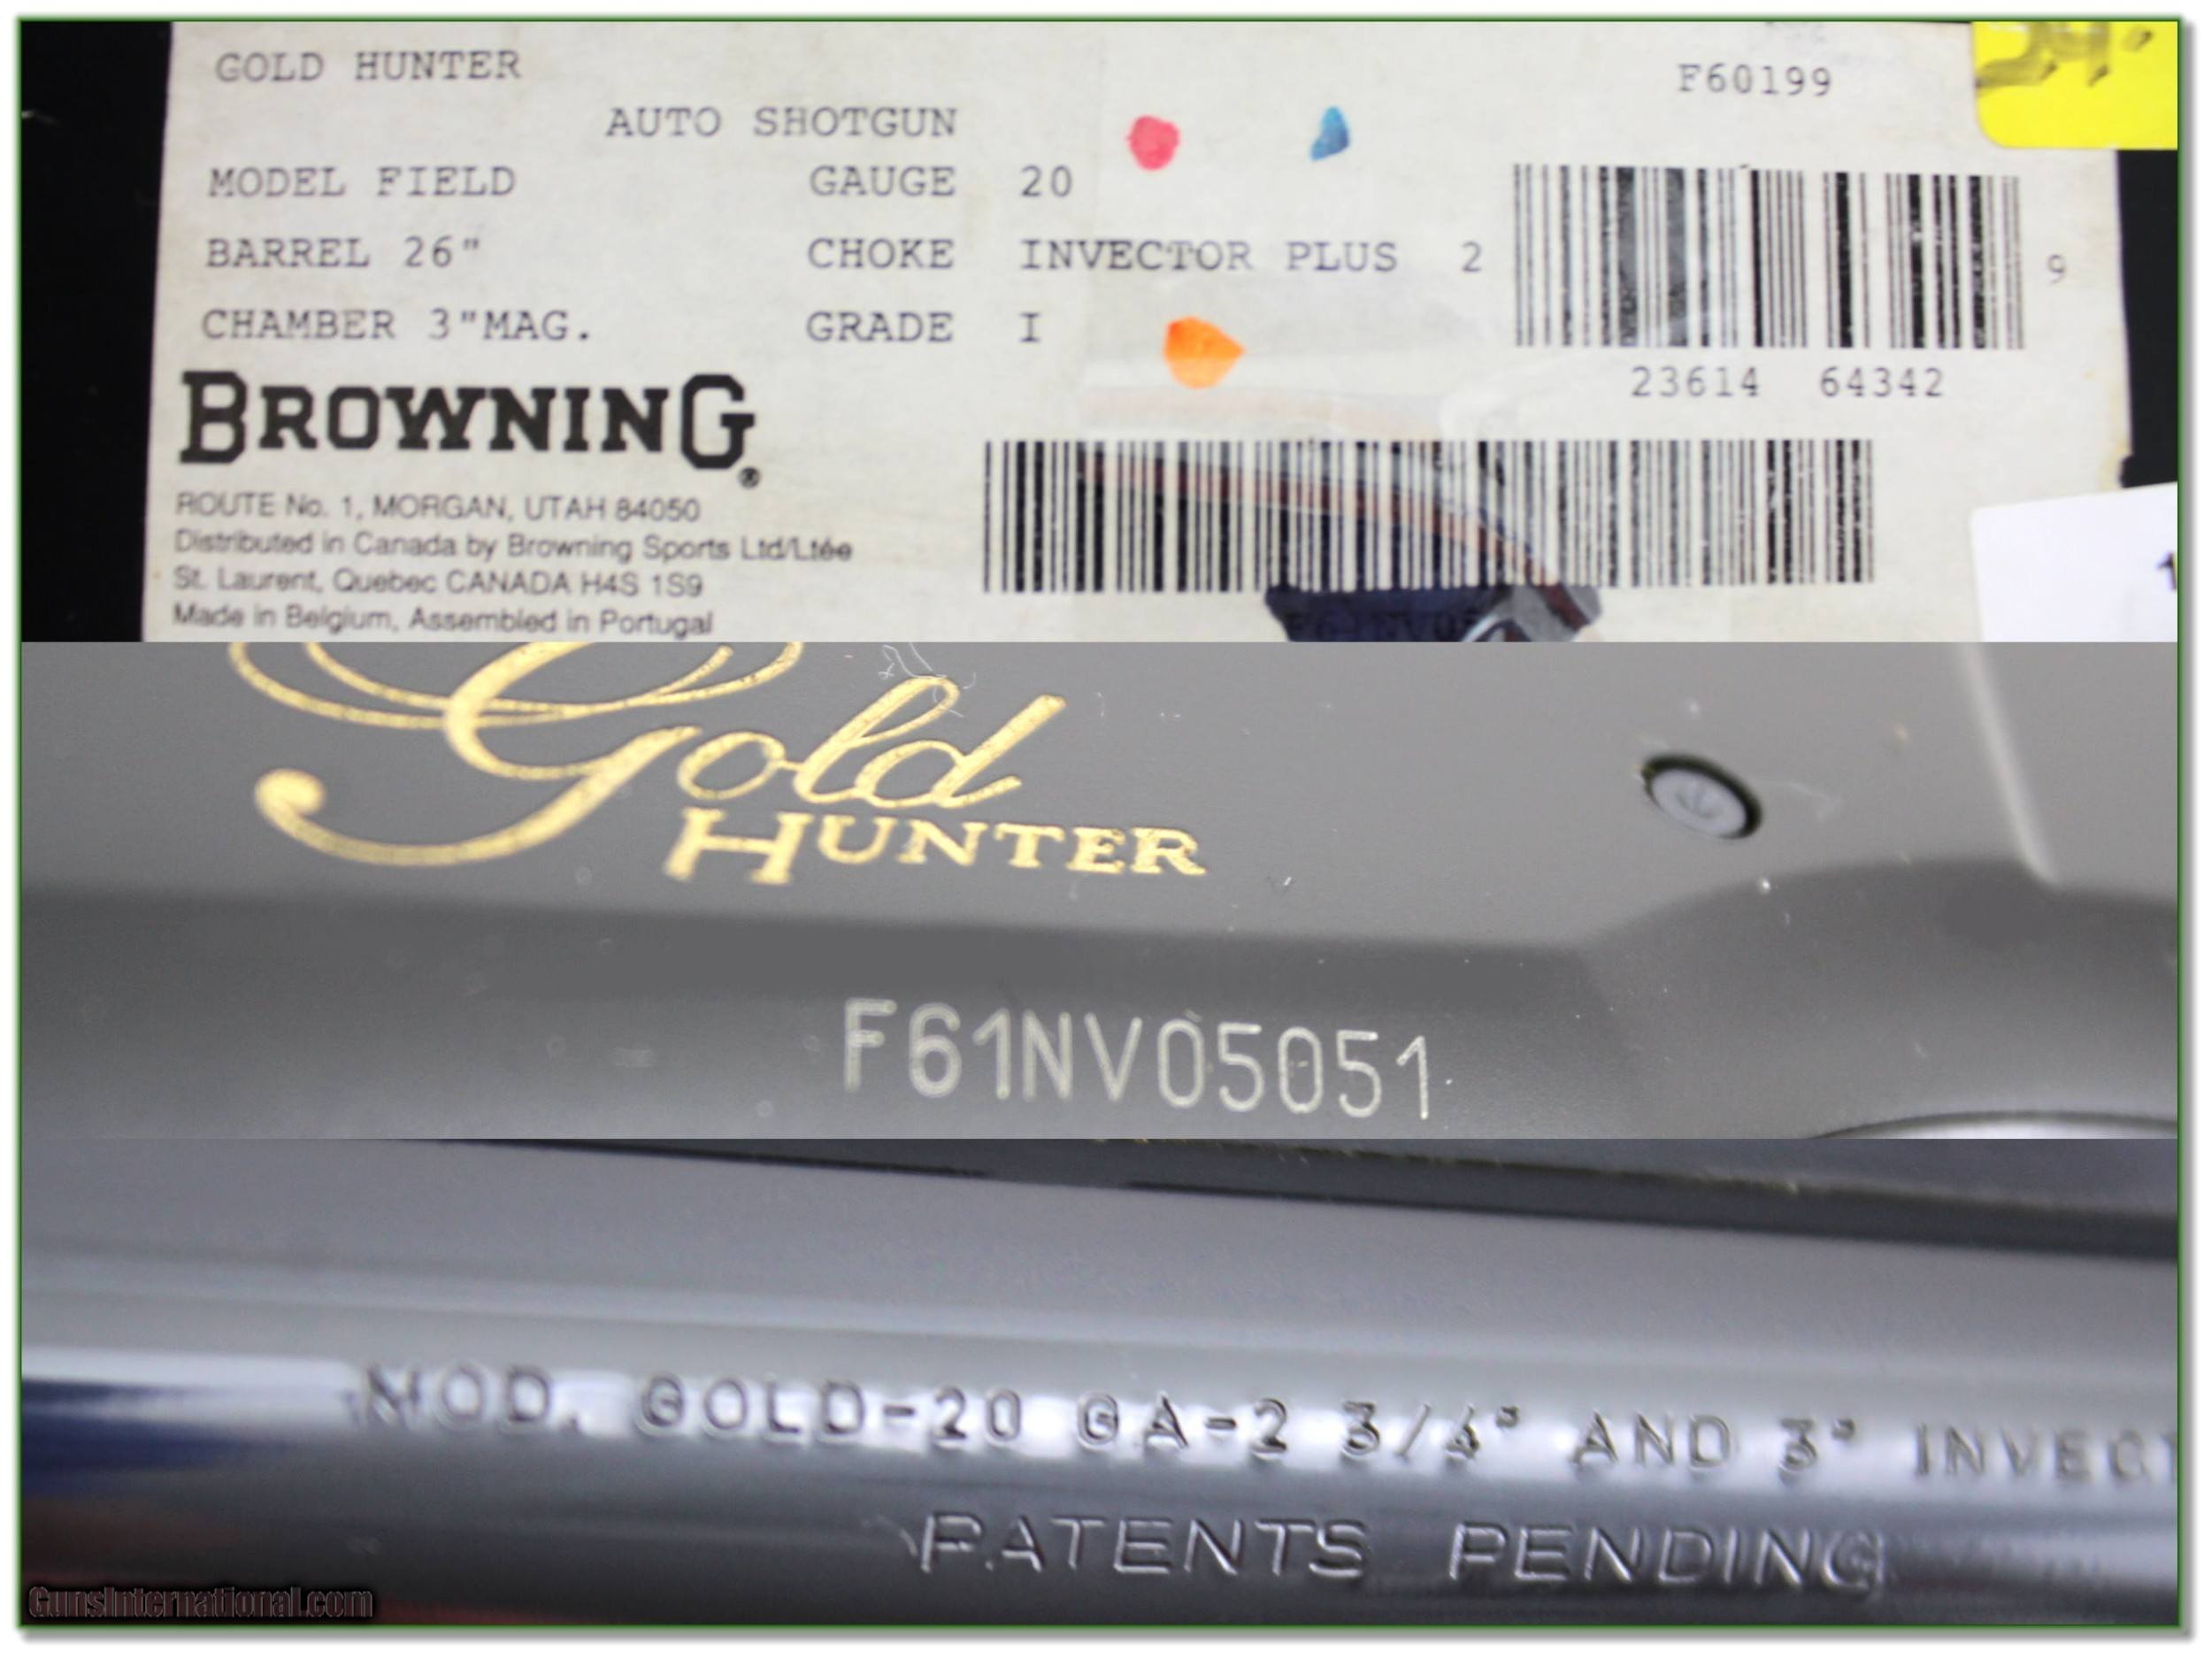 GOLD HUNTER
F60199
AUTO SHOTGUN
MODEL FIELD GAUGE 20
BARREL 26" CHOKE INVECTOR PLUS 2 9
CHAMBER 3"MAG. GRADE I
23614 64342
BROWNING®
ROUTE No. 1, MORGAN, UTAH 84050
Distributed in Canada by Browning Sports Ltd/Ltée
St. Laurent, Quebec CANADA H4S 1S9
Made in Belgium, Assembled in Portugal
Gold
HUNTER
F61NV05051
MOD. GOLD-20 GA-2 3/4" AND 3" INVECT
PATENTS PENDING
GunsInternational.com